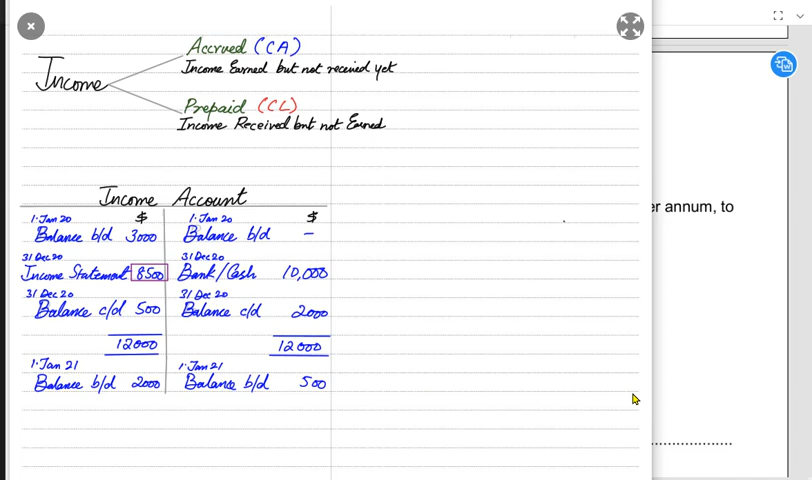 Accrued (CA)
Income Earned but not received yet
Income
Prepaid (CL)
Income Received but not Earned
Income Account
1·Jan 20 $ 1·Jan 20 $
Balance b/d 3000 Balance b/d –
31 Dec 20 31 Dec 20
Income Statement 8500 Bank/Cash 10,000
31 Dec 20 31 Dec 20
Balance c/d 500 Balance c/d 2000
12000 12000
1·Jan 21 1·Jan 21
Balance b/d 2000 Balance b/d 500
er annum, to